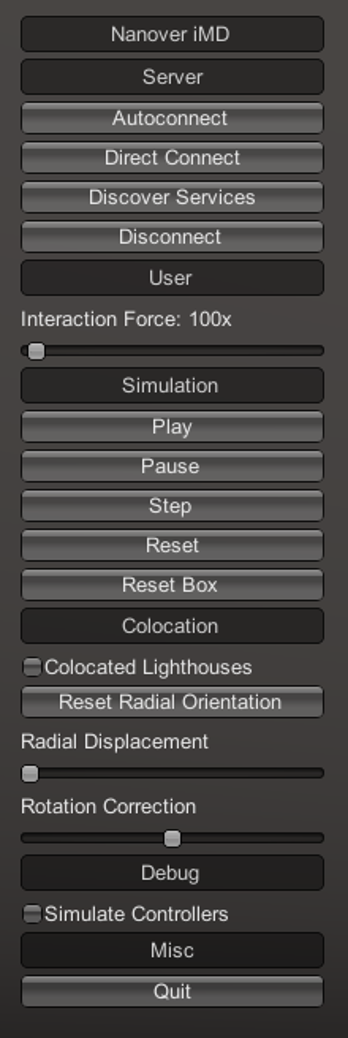 Nanover iMD
Server
Autoconnect
Direct Connect
Discover Services
Disconnect
User
Interaction Force: 100x
Simulation
Play
Pause
Step
Reset
Reset Box
Colocation
Colocated Lighthouses
Reset Radial Orientation
Radial Displacement
Rotation Correction
Debug
Simulate Controllers
Misc
Quit